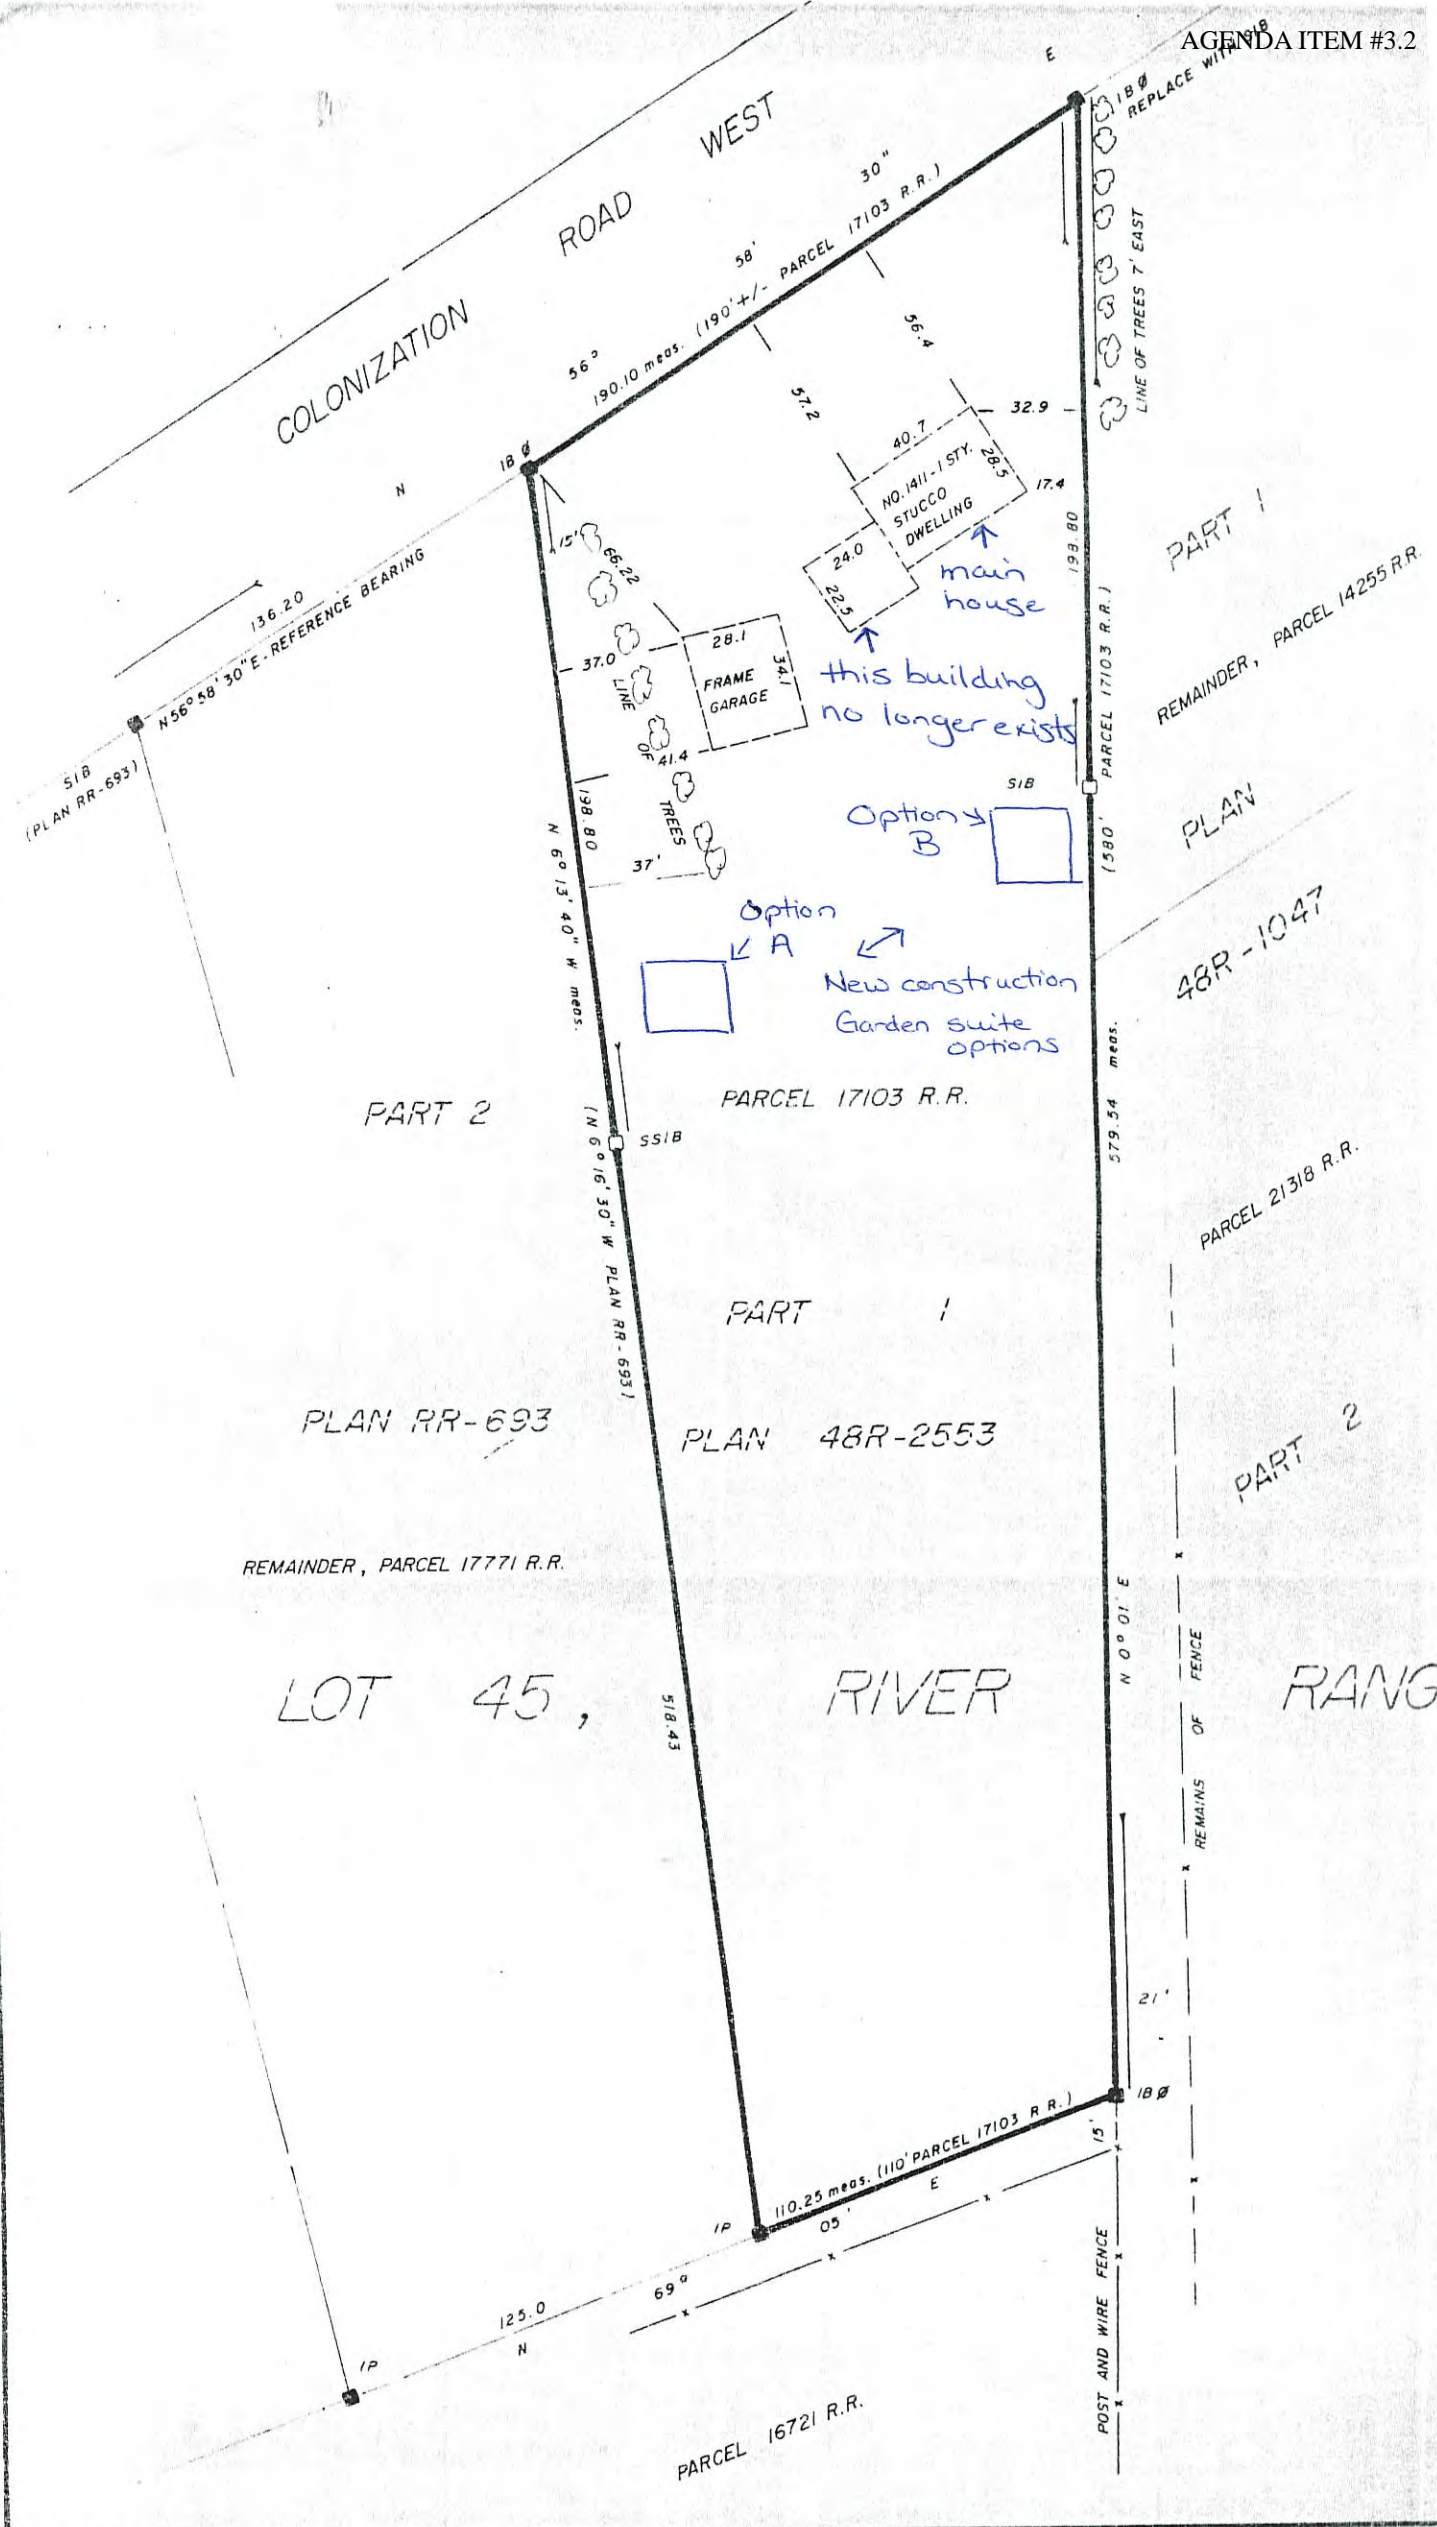 AGENDA ITEM #3.2
E
IBØ
REPLACE WITH SIB
COLONIZATION ROAD WEST
56° 58' 30"
190.10 meas. (190'+/- PARCEL 17103 R.R.)
LINE OF TREES 7' EAST
IBØ
N
56.4
57.2
32.9
40.7
28.5
17.4
NO. 1411-1 STY.
STUCCO
DWELLING
24.0
22.5
main
house
this building
no longer exists
15'
66.22
136.20
N56°58'30"E-REFERENCE BEARING
SIB
(PLAN RR-693)
37.0
28.1
34.1
FRAME
GARAGE
LINE OF TREES
41.4
37'
198.80
198.80
(580' PARCEL 17103 R.R.)
PART 1
REMAINDER, PARCEL 14255 R.R.
PLAN
48R-1047
SIB
Option
B
Option
A
New construction
Garden suite
options
N 6° 13' 40" W meas.
(N 6° 16' 30" W PLAN RR-693)
579.54 meas.
PART 2
PARCEL 17103 R.R.
SSIB
PARCEL 21318 R.R.
PART 1
PLAN RR-693
PLAN 48R-2553
PART 2
REMAINDER, PARCEL 17771 R.R.
N 0° 01' E
REMAINS OF FENCE
LOT 45, RIVER RANG
518.43
21'
IBØ
15'
110.25 meas. (110' PARCEL 17103 R R.)
IP
N 69° 05' E
125.0
IP
POST AND WIRE FENCE
PARCEL 16721 R.R.